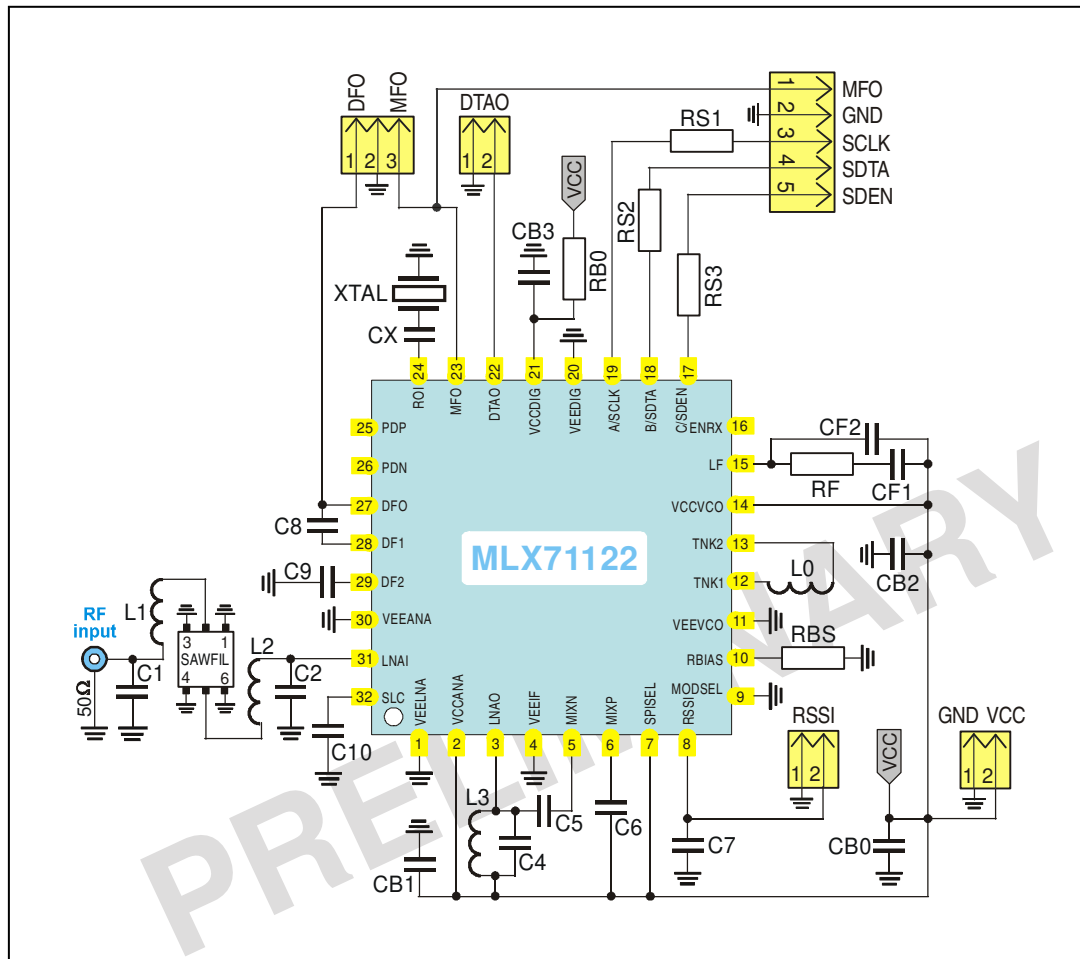 DFO
MFO
DTAO
1 2 3
1 2
1 MFO
2 GND
3 SCLK
4 SDTA
5 SDEN
RS1
RS2
RS3
VCC
CB3
RB0
XTAL
CX
24 23 22 21 20 19 18 17
ROI MFO DTAO VCCDIG VEEDIG A/SCLK B/SDTA C/SDEN
25 PDP
26 PDN
27 DFO
28 DF1
29 DF2
30 VEEANA
31 LNAI
32 SLC
ENRX 16
LF 15
VCCVCO 14
TNK2 13
TNK1 12
VEEVCO 11
RBIAS 10
MODSEL 9
MLX71122
CF2
RF
CF1
CB2
L0
RBS
C8
C9
L1
RF
input
50Ω
C1
3 1
SAWFIL
4 6
L2
C2
C10
VEELNA VCCANA LNAO VEEIF MIXN MIXP SPISEL RSSI
1 2 3 4 5 6 7 8
L3
C4
C5
C6
C7
CB1
RSSI
1 2
VCC
CB0
GND VCC
1 2
PRELIMINARY